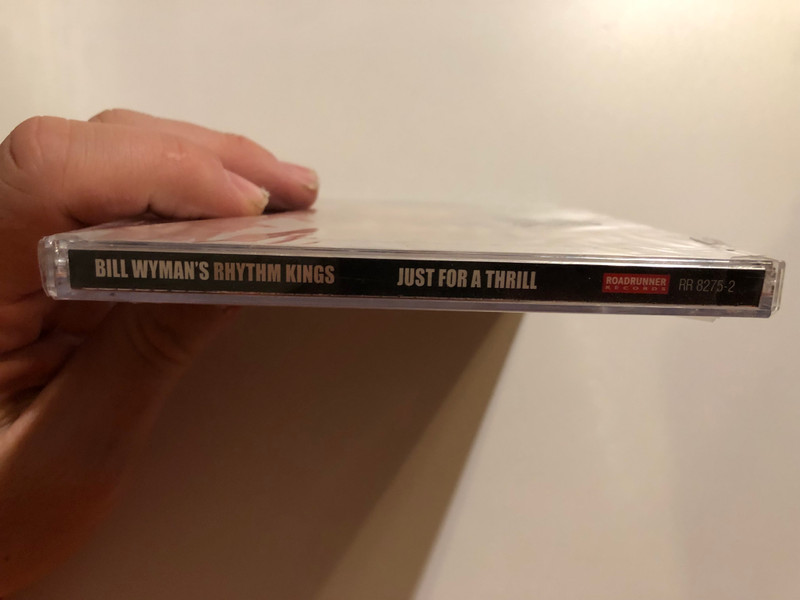 BILL WYMAN'S RHYTHM KINGS JUST FOR A THRILL ROADRUNNER RECORDS RR 8275-2